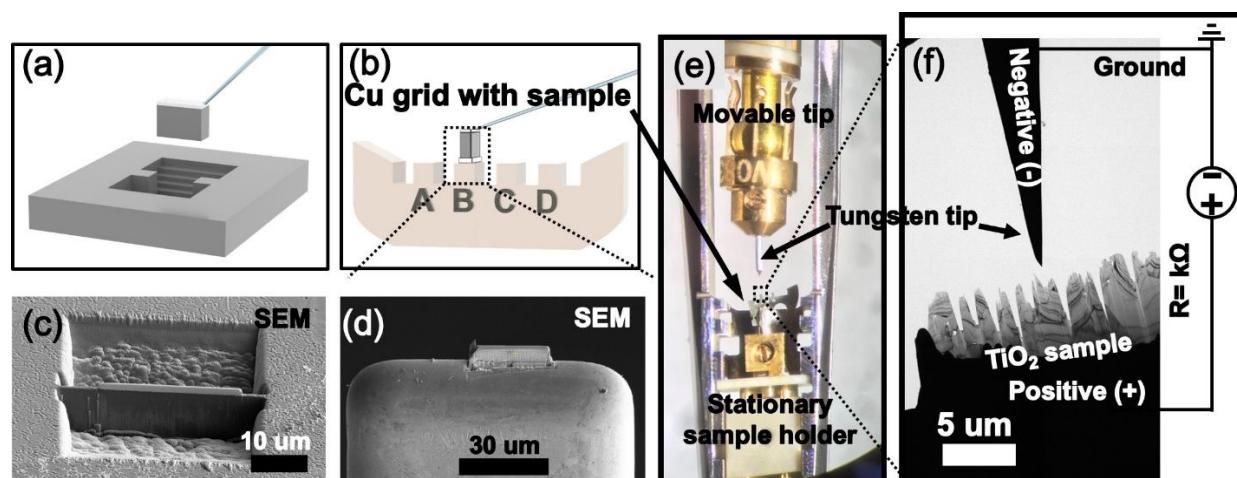 (a)
(b)
Cu grid with sample
A B C D
(c)
SEM
10 um
(d)
SEM
30 um
(e)
Movable tip
Tungsten tip
Stationary
sample holder
(f)
Negative (-)
Ground
R= kΩ
TiO₂ sample
Positive (+)
5 um